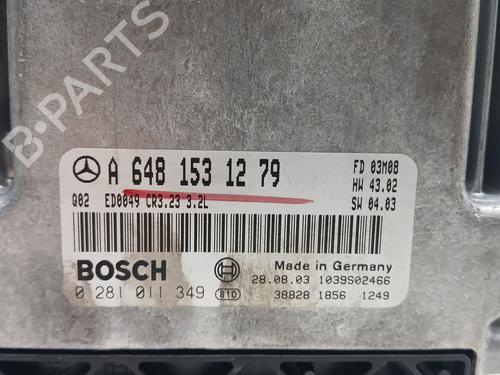 B-PARTS
A 648 153 12 79
FD 03M08
HW 43.02
Q02 ED0049 CR3.23 3.2L
SW 04.03
BOSCH
Made in Germany
28.08.03 1039S02466
0 281 011 349 810
38828 1856 1249